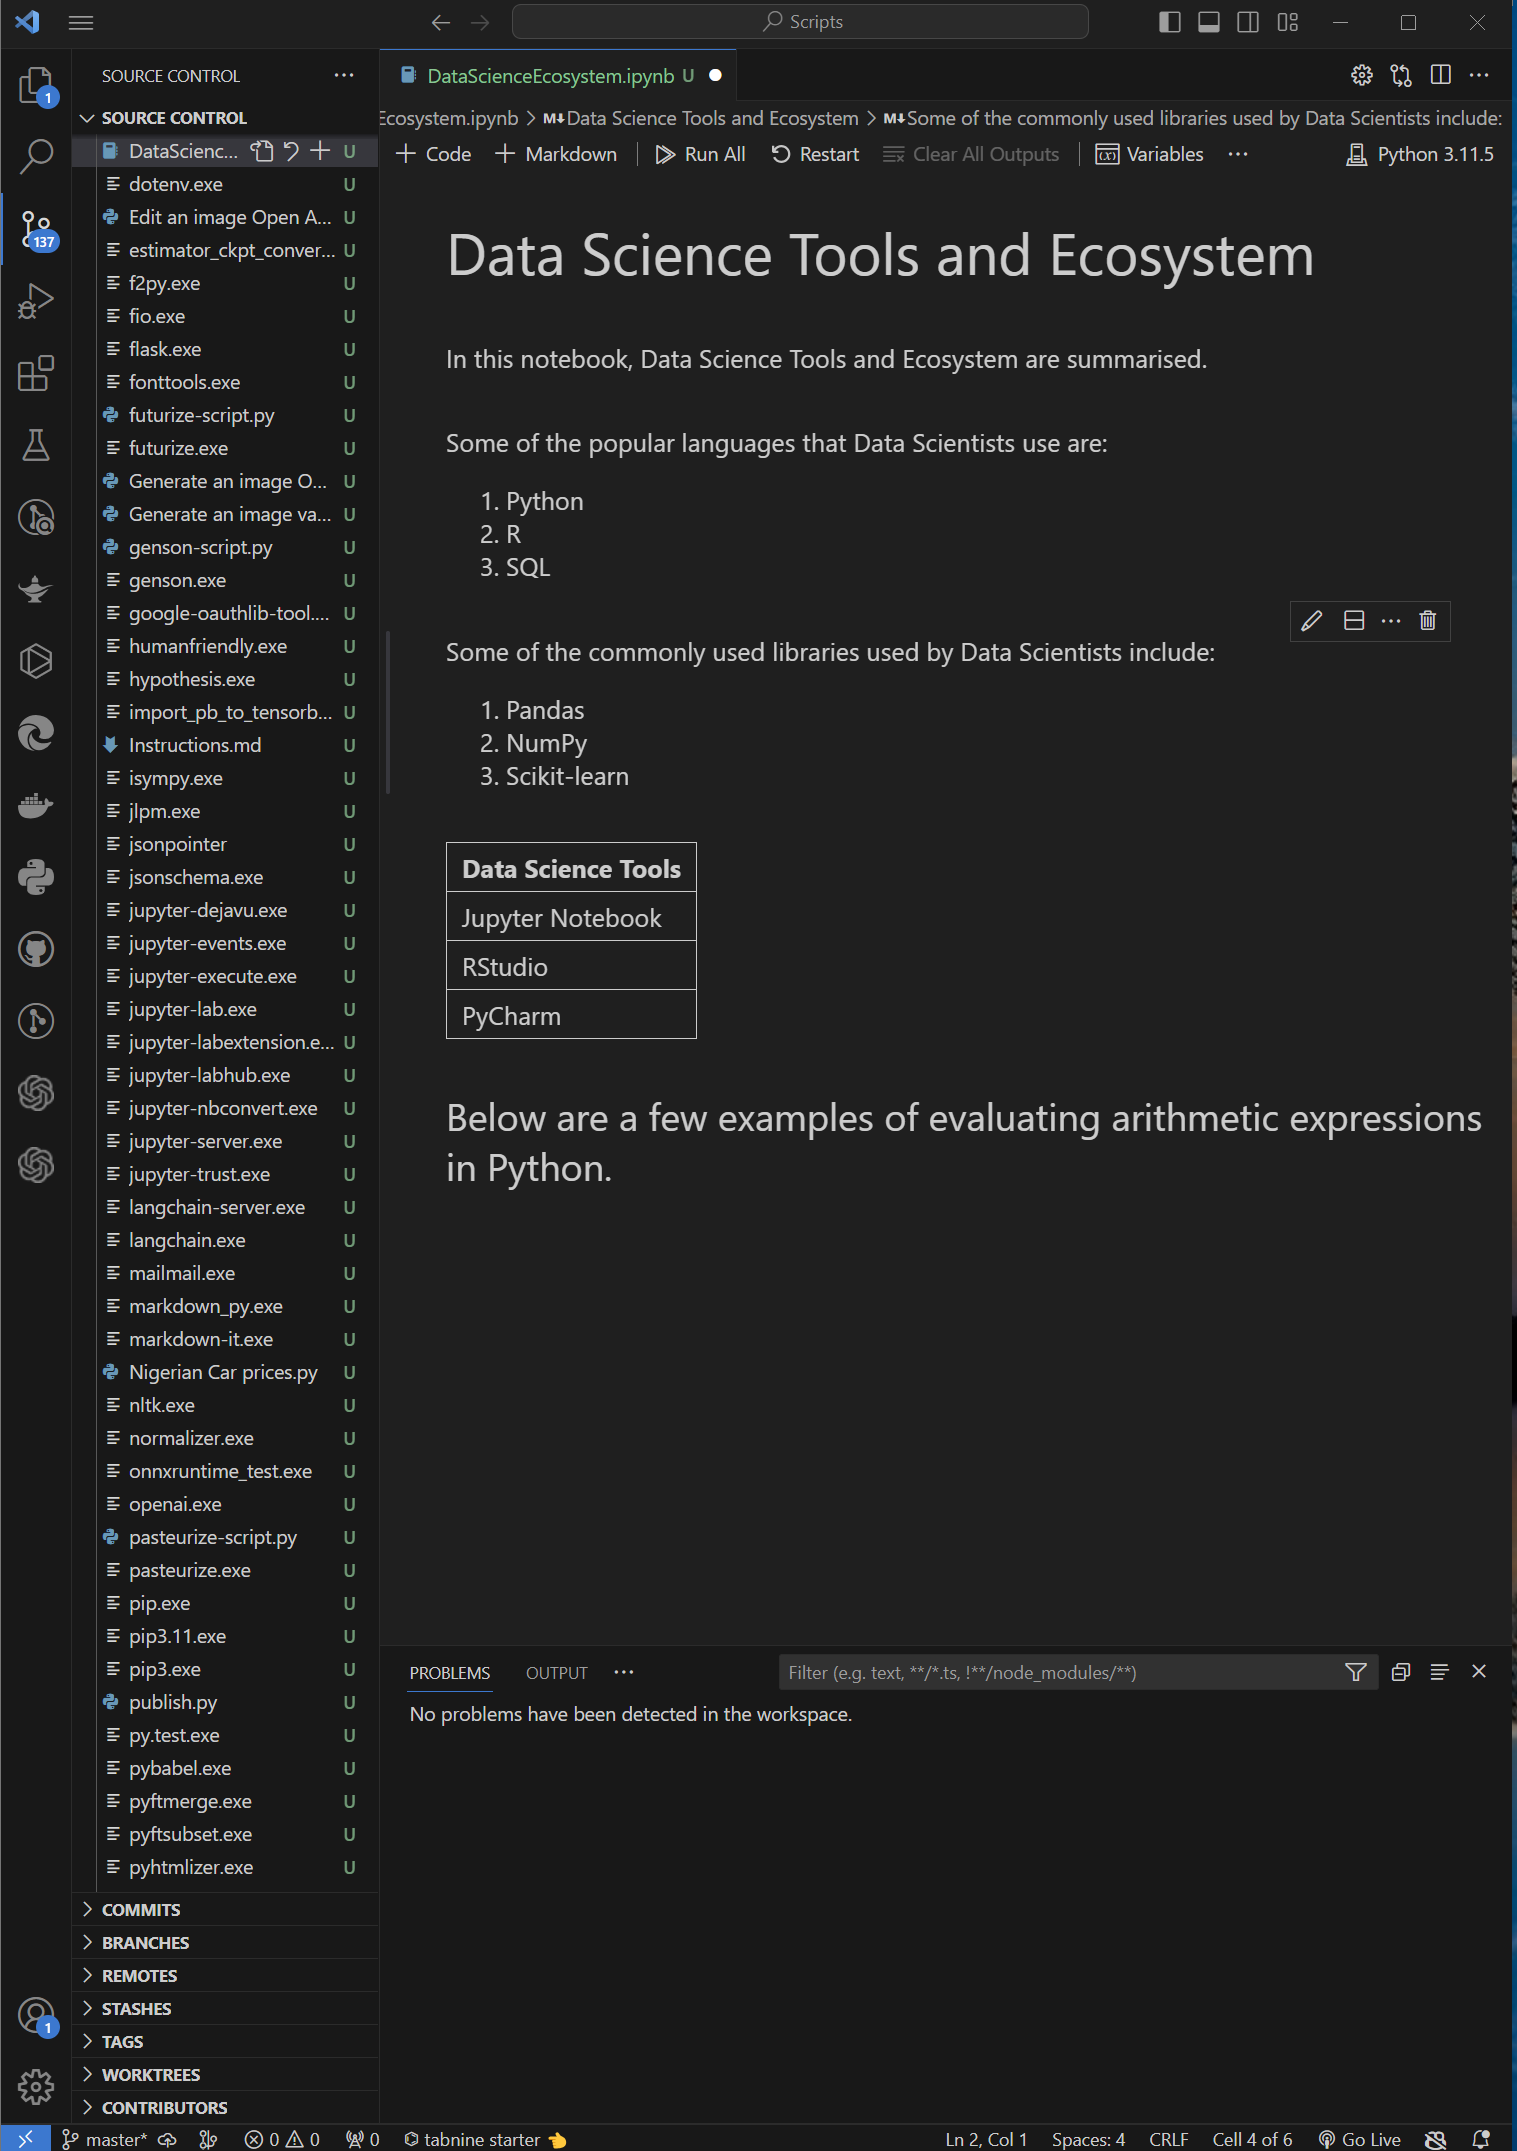 Scripts
SOURCE CONTROL
DataScienceEcosystem.ipynb U
1
SOURCE CONTROL
Ecosystem.ipynb > M↓Data Science Tools and Ecosystem > M↓Some of the commonly used libraries used by Data Scientists include:
DataScienc... U
+ Code + Markdown Run All Restart Clear All Outputs Variables ... Python 3.11.5
dotenv.exe U
Edit an image Open A... U
137
estimator_ckpt_conver... U
f2py.exe U
fio.exe U
flask.exe U
fonttools.exe U
futurize-script.py U
futurize.exe U
Generate an image O... U
Generate an image va... U
genson-script.py U
genson.exe U
google-oauthlib-tool.... U
humanfriendly.exe U
hypothesis.exe U
import_pb_to_tensorb... U
Instructions.md U
isympy.exe U
jlpm.exe U
jsonpointer U
jsonschema.exe U
jupyter-dejavu.exe U
jupyter-events.exe U
jupyter-execute.exe U
jupyter-lab.exe U
jupyter-labextension.e... U
jupyter-labhub.exe U
jupyter-nbconvert.exe U
jupyter-server.exe U
jupyter-trust.exe U
langchain-server.exe U
langchain.exe U
mailmail.exe U
markdown_py.exe U
markdown-it.exe U
Nigerian Car prices.py U
nltk.exe U
normalizer.exe U
onnxruntime_test.exe U
openai.exe U
pasteurize-script.py U
pasteurize.exe U
pip.exe U
pip3.11.exe U
pip3.exe U
publish.py U
py.test.exe U
pybabel.exe U
pyftmerge.exe U
pyftsubset.exe U
pyhtmlizer.exe U
COMMITS
BRANCHES
REMOTES
STASHES
1
TAGS
WORKTREES
CONTRIBUTORS
Data Science Tools and Ecosystem
In this notebook, Data Science Tools and Ecosystem are summarised.
Some of the popular languages that Data Scientists use are:
1. Python
2. R
3. SQL
Some of the commonly used libraries used by Data Scientists include:
1. Pandas
2. NumPy
3. Scikit-learn
Data Science Tools
Jupyter Notebook
RStudio
PyCharm
Below are a few examples of evaluating arithmetic expressions
in Python.
PROBLEMS OUTPUT ... Filter (e.g. text, **/*.ts, !**/node_modules/**)
No problems have been detected in the workspace.
master* 0 0 0 tabnine starter Ln 2, Col 1 Spaces: 4 CRLF Cell 4 of 6 Go Live